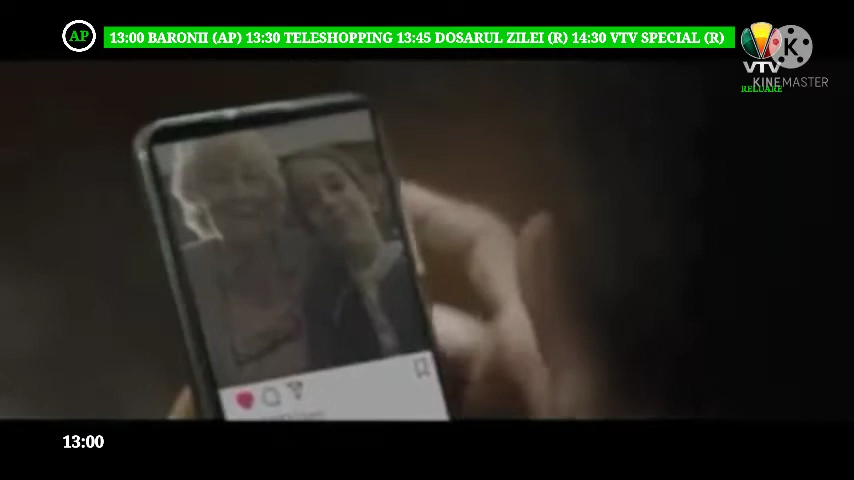 AP
13:00 BARONII (AP) 13:30 TELESHOPPING 13:45 DOSARUL ZILEI (R) 14:30 VTV SPECIAL (R)
K
VTV
KINEMASTER
RELUARE
13:00